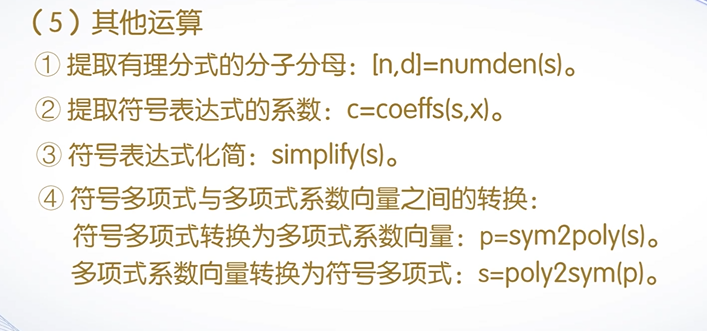 （5）其他运算
① 提取有理分式的分子分母：[n,d]=numden(s)。
② 提取符号表达式的系数：c=coeffs(s,x)。
③ 符号表达式化简：simplify(s)。
④ 符号多项式与多项式系数向量之间的转换：
符号多项式转换为多项式系数向量：p=sym2poly(s)。
多项式系数向量转换为符号多项式：s=poly2sym(p)。